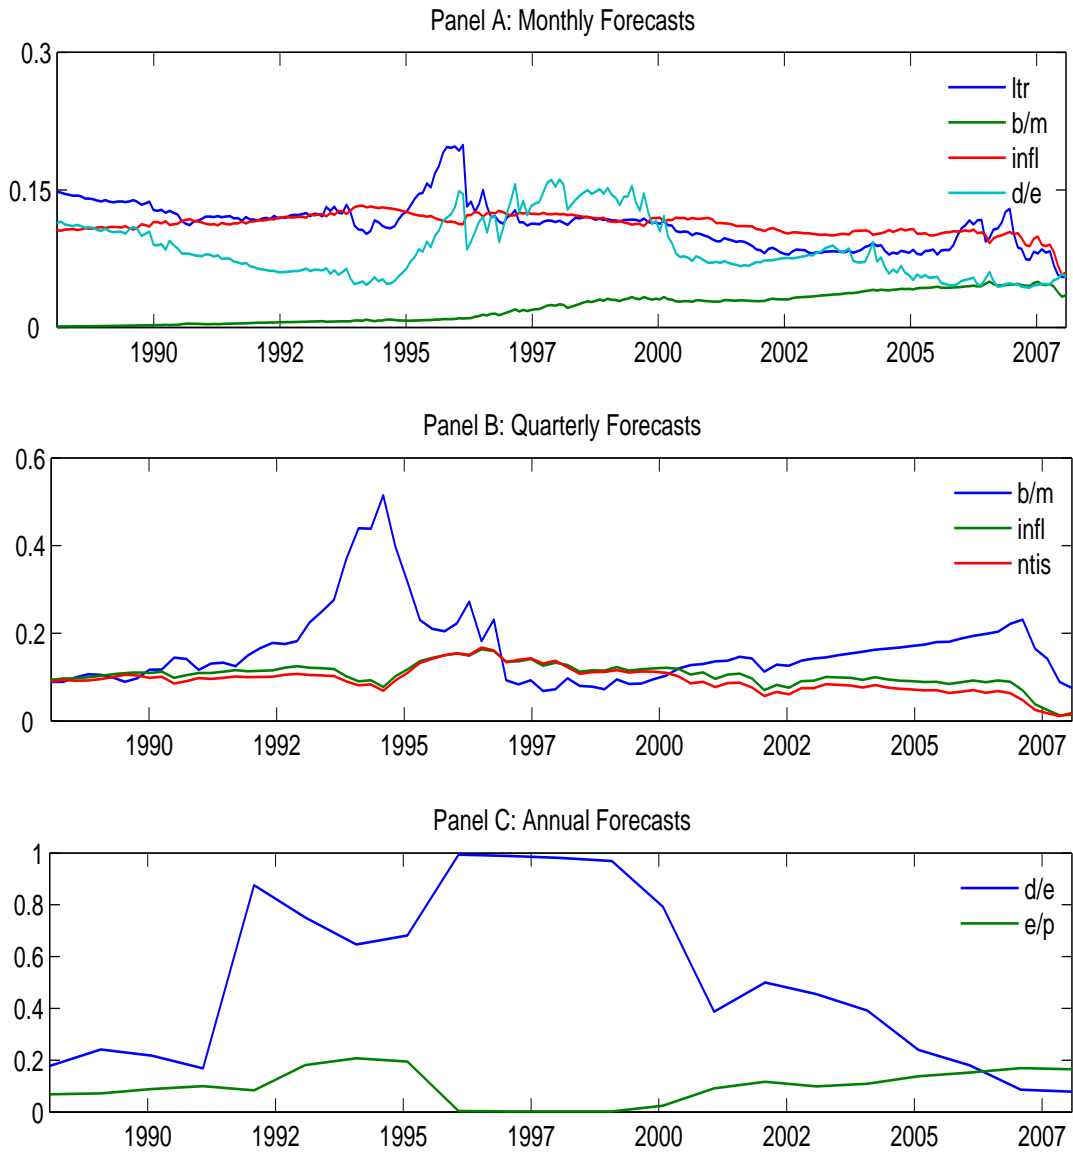 Panel A: Monthly Forecasts
0.3
ltr
b/m
infl
0.15
d/e
0
1990 1992 1995 1997 2000 2002 2005 2007
Panel B: Quarterly Forecasts
0.6
b/m
infl
0.4
ntis
0.2
0
1990 1992 1995 1997 2000 2002 2005 2007
Panel C: Annual Forecasts
1
d/e
0.8
e/p
0.6
0.4
0.2
0
1990 1992 1995 1997 2000 2002 2005 2007